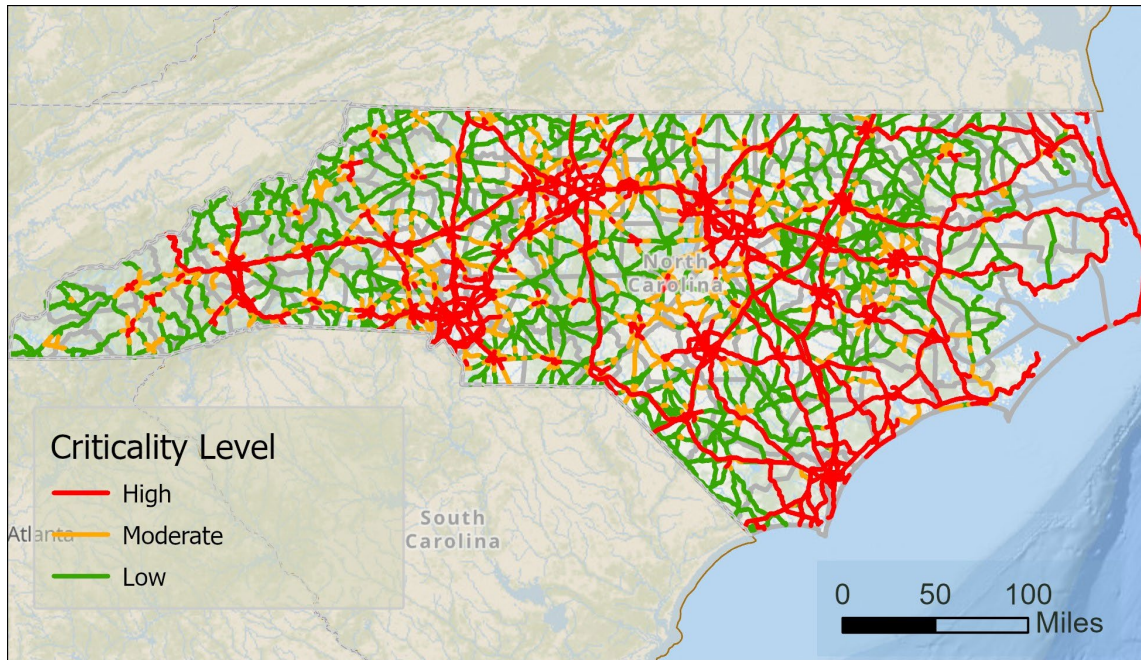 North
Carolina
Criticality Level
High
Moderate
Low
Atlanta
South
Carolina
0 50 100
Miles